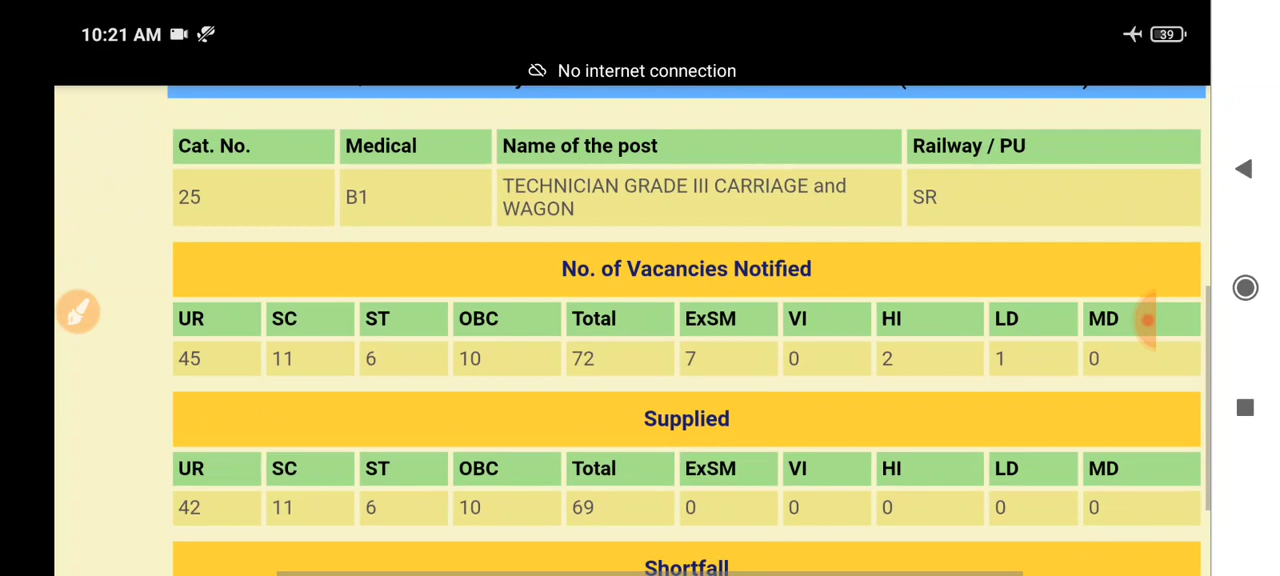 10:21 AM 39
No internet connection
Cat. No. Medical Name of the post Railway / PU
25 B1 TECHNICIAN GRADE III CARRIAGE and WAGON SR
No. of Vacancies Notified
UR SC ST OBC Total ExSM VI HI LD MD
45 11 6 10 72 7 0 2 1 0
Supplied
UR SC ST OBC Total ExSM VI HI LD MD
42 11 6 10 69 0 0 0 0 0
Shortfall